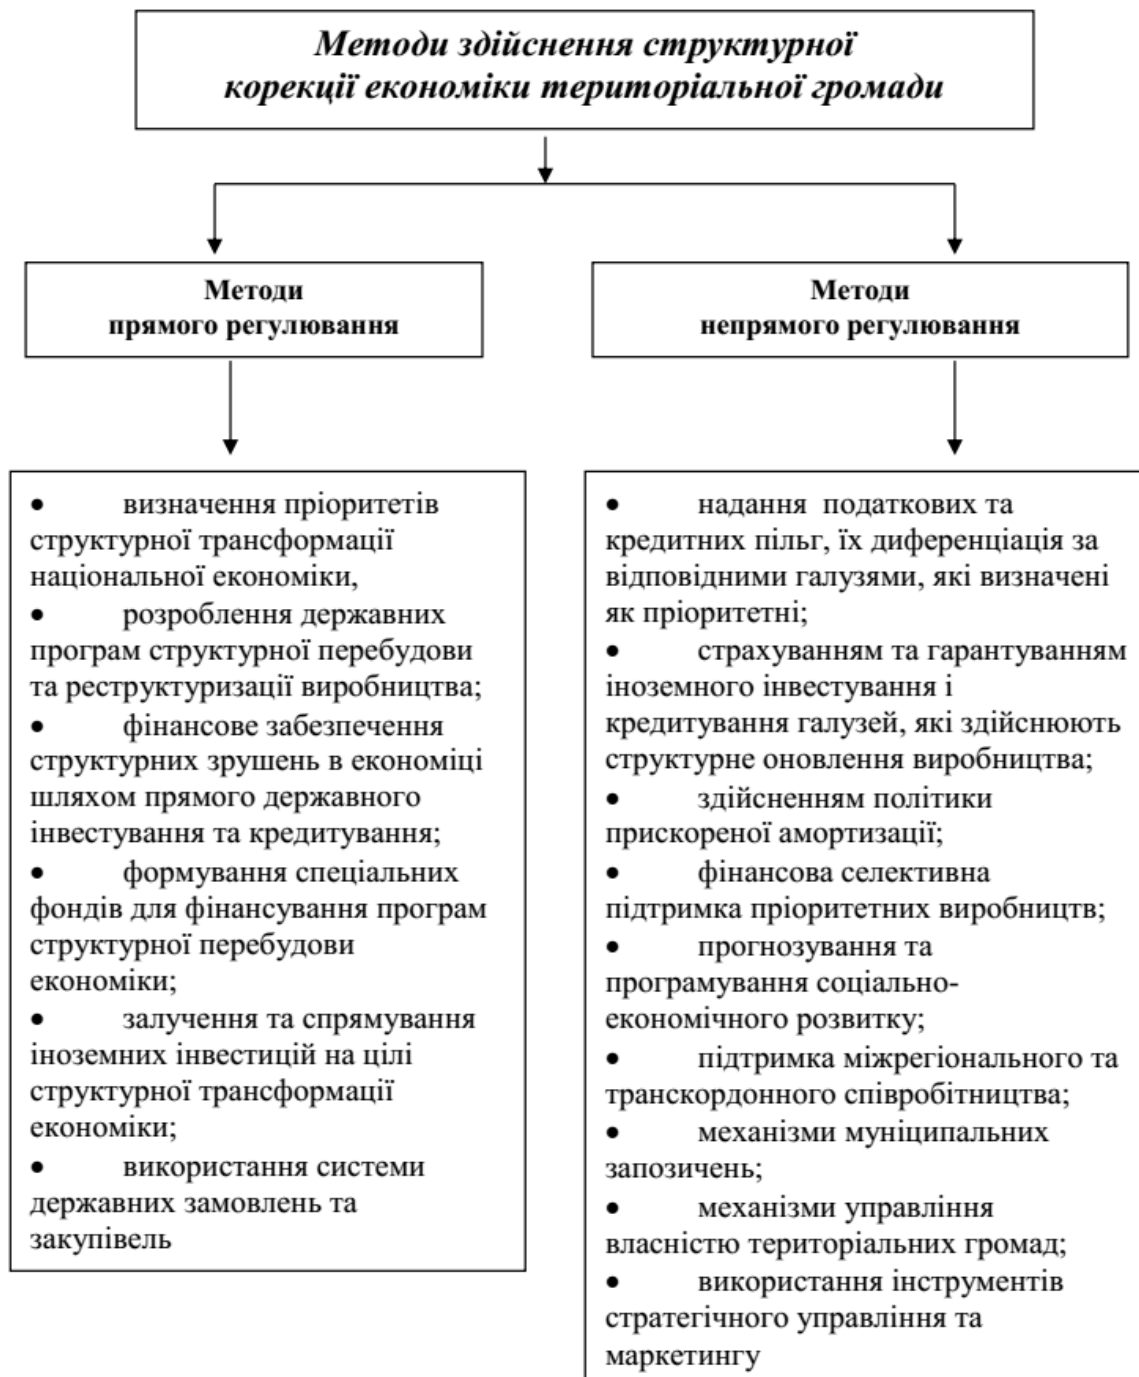 Методи здійснення структурної
корекції економіки територіальної громади
Методи
прямого регулювання
Методи
непрямого регулювання
• визначення пріоритетів
структурної трансформації
національної економіки,
• розроблення державних
програм структурної перебудови
та реструктуризації виробництва;
• фінансове забезпечення
структурних зрушень в економіці
шляхом прямого державного
інвестування та кредитування;
• формування спеціальних
фондів для фінансування програм
структурної перебудови
економіки;
• залучення та спрямування
іноземних інвестицій на цілі
структурної трансформації
економіки;
• використання системи
державних замовлень та
закупівель
• надання податкових та
кредитних пільг, їх диференціація за
відповідними галузями, які визначені
як пріоритетні;
• страхуванням та гарантуванням
іноземного інвестування і
кредитування галузей, які здійснюють
структурне оновлення виробництва;
• здійсненням політики
прискореної амортизації;
• фінансова селективна
підтримка пріоритетних виробництв;
• прогнозування та
програмування соціально-
економічного розвитку;
• підтримка міжрегіонального та
транскордонного співробітництва;
• механізми муніципальних
запозичень;
• механізми управління
власністю територіальних громад;
• використання інструментів
стратегічного управління та
маркетингу